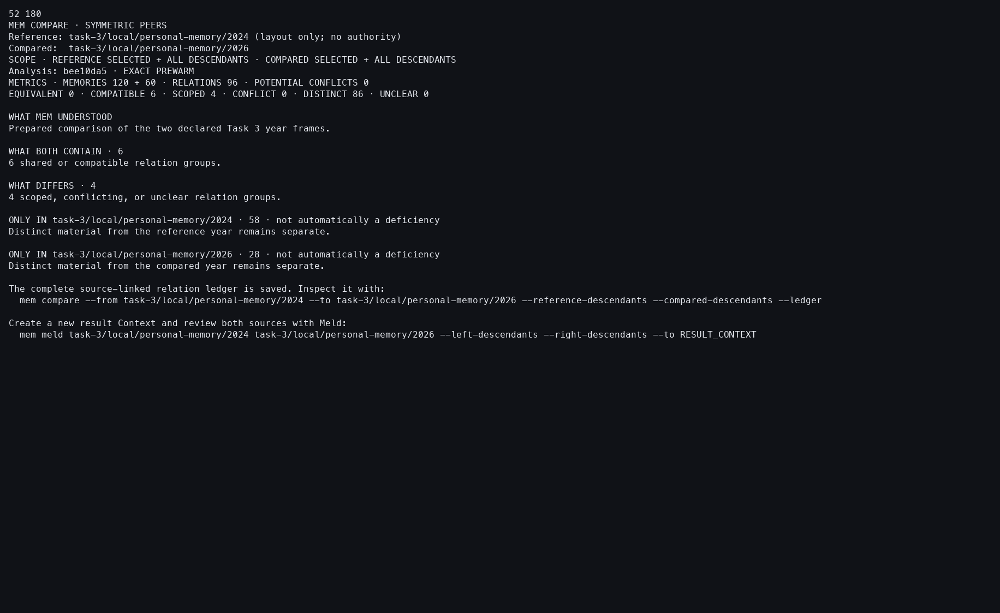 52 180
MEM COMPARE · SYMMETRIC PEERS
Reference: task-3/local/personal-memory/2024 (layout only; no authority)
Compared:  task-3/local/personal-memory/2026
SCOPE · REFERENCE SELECTED + ALL DESCENDANTS · COMPARED SELECTED + ALL DESCENDANTS
Analysis: bee10da5 · EXACT PREWARM
METRICS · MEMORIES 120 + 60 · RELATIONS 96 · POTENTIAL CONFLICTS 0
EQUIVALENT 0 · COMPATIBLE 6 · SCOPED 4 · CONFLICT 0 · DISTINCT 86 · UNCLEAR 0

WHAT MEM UNDERSTOOD
Prepared comparison of the two declared Task 3 year frames.

WHAT BOTH CONTAIN · 6
6 shared or compatible relation groups.

WHAT DIFFERS · 4
4 scoped, conflicting, or unclear relation groups.

ONLY IN task-3/local/personal-memory/2024 · 58 · not automatically a deficiency
Distinct material from the reference year remains separate.

ONLY IN task-3/local/personal-memory/2026 · 28 · not automatically a deficiency
Distinct material from the compared year remains separate.

The complete source-linked relation ledger is saved. Inspect it with:
  mem compare --from task-3/local/personal-memory/2024 --to task-3/local/personal-memory/2026 --reference-descendants --compared-descendants --ledger

Create a new result Context and review both sources with Meld:
  mem meld task-3/local/personal-memory/2024 task-3/local/personal-memory/2026 --left-descendants --right-descendants --to RESULT_CONTEXT